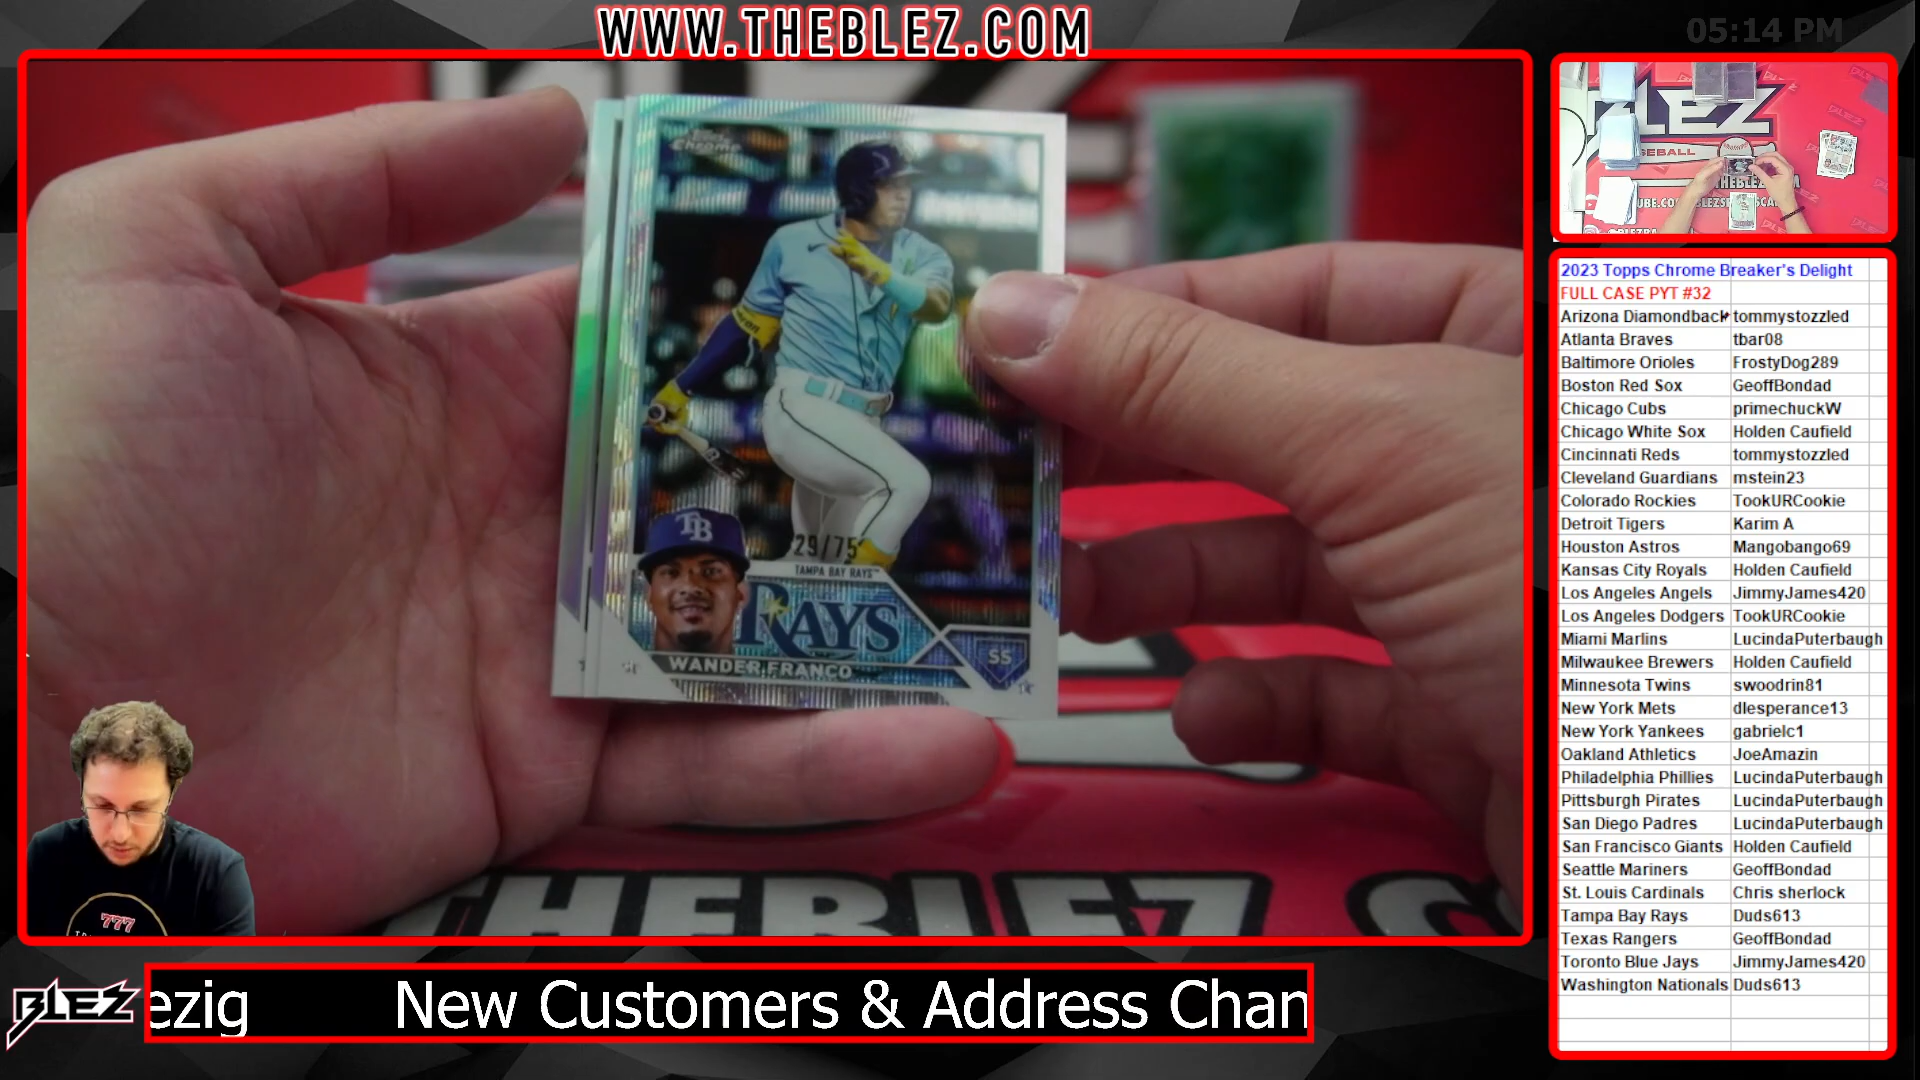 WWW.THEBLEZ.COM
05:14 PM
Topps
Chrome
29/75
TAMPA BAY RAYS
TB
RAYS
WANDER FRANCO
SS
777
THEBLEZ.C
BLEZ
ezig New Customers & Address Chan
BLEZ
2023 Topps Chrome Breaker's Delight
FULL CASE PYT #32
Arizona Diamondback tommystozzled
Atlanta Braves tbar08
Baltimore Orioles FrostyDog289
Boston Red Sox GeoffBondad
Chicago Cubs primechuckW
Chicago White Sox Holden Caufield
Cincinnati Reds tommystozzled
Cleveland Guardians mstein23
Colorado Rockies TookURCookie
Detroit Tigers Karim A
Houston Astros Mangobango69
Kansas City Royals Holden Caufield
Los Angeles Angels JimmyJames420
Los Angeles Dodgers TookURCookie
Miami Marlins LucindaPuterbaugh
Milwaukee Brewers Holden Caufield
Minnesota Twins swoodrin81
New York Mets dlesperance13
New York Yankees gabrielc1
Oakland Athletics JoeAmazin
Philadelphia Phillies LucindaPuterbaugh
Pittsburgh Pirates LucindaPuterbaugh
San Diego Padres LucindaPuterbaugh
San Francisco Giants Holden Caufield
Seattle Mariners GeoffBondad
St. Louis Cardinals Chris sherlock
Tampa Bay Rays Duds613
Texas Rangers GeoffBondad
Toronto Blue Jays JimmyJames420
Washington Nationals Duds613